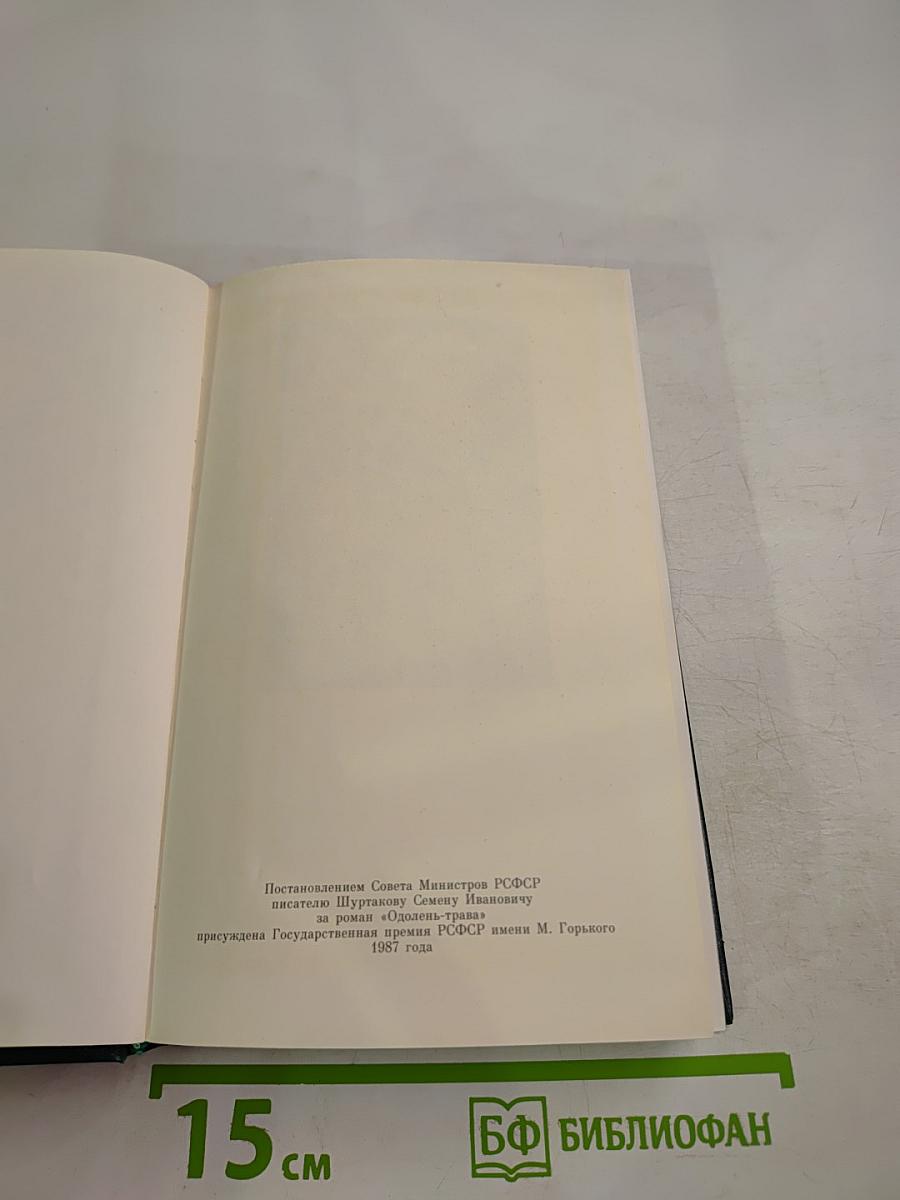 Постановлением Совета Министров РСФСР
писателю Шуртакову Семену Ивановичу
за роман «Одолень-трава»
присуждена Государственная премия РСФСР имени М. Горького
1987 года
15 см
БФ БИБЛИОФАН